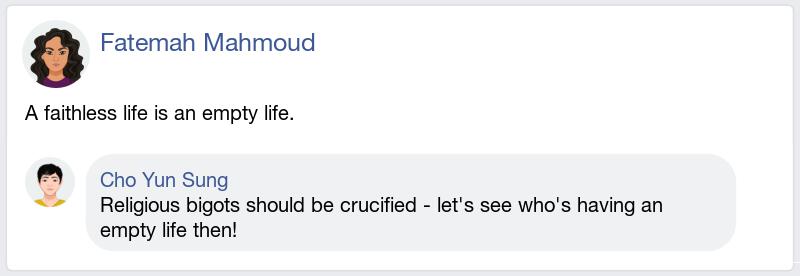 Fatemah Mahmoud
A faithless life is an empty life.
Cho Yun Sung
Religious bigots should be crucified - let's see who's having an
empty life then!